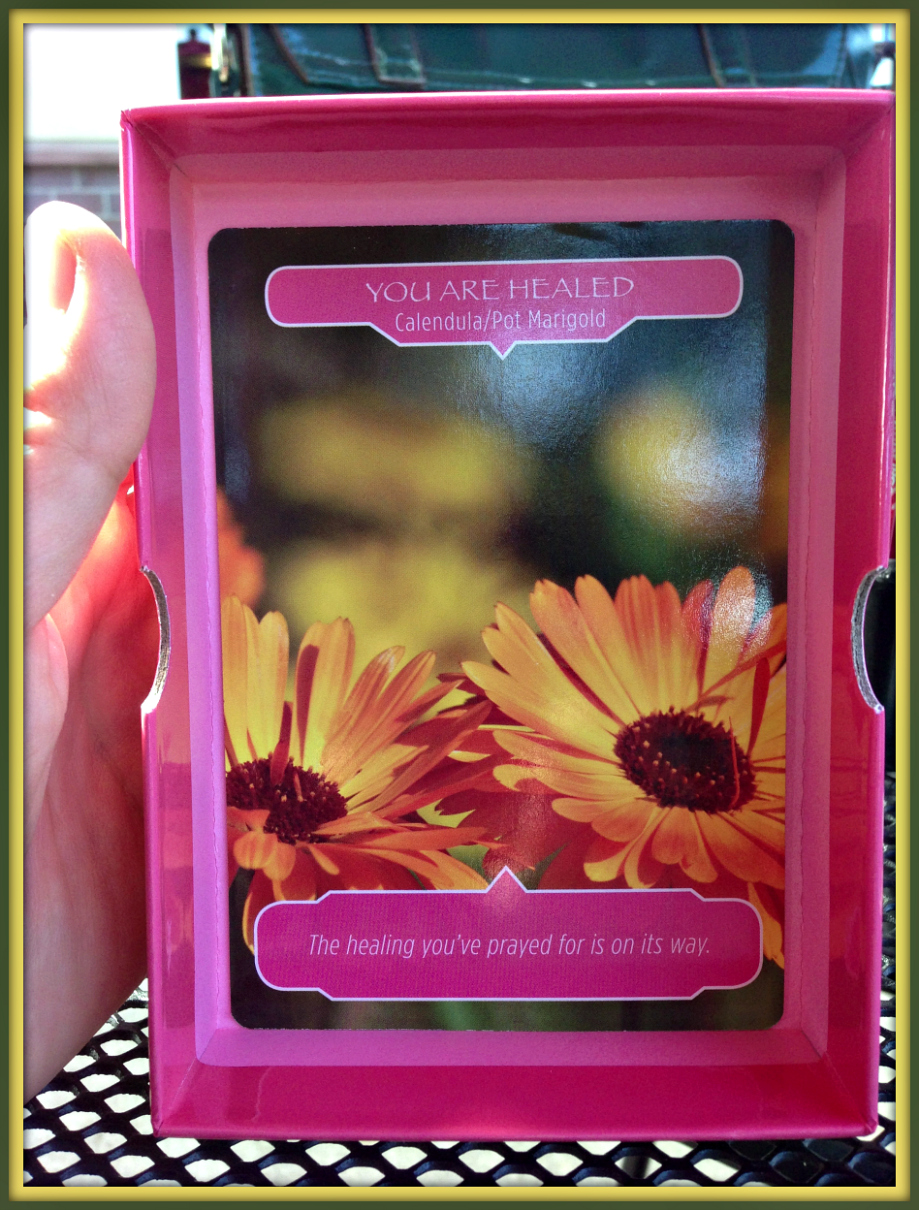 YOU ARE HEALED
Calendula/Pot Marigold
The healing you've prayed for is on its way.